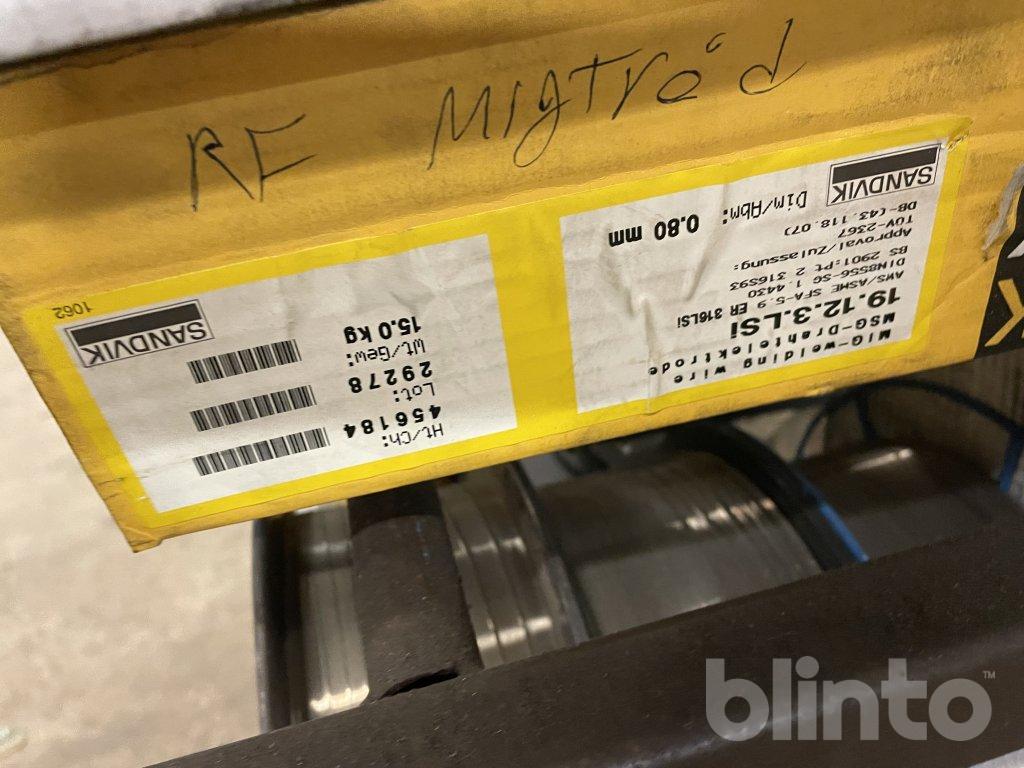 RF MIGTråd
MIG-welding wire
MSG-Drahtelektrode
19.12.3.LSi
AWS/ASME SFA-5.9 ER 316LSi
DIN8556-SG 1.4430
BS 2901:Pt 2 316S93
Approval/Zulassung:
TÜV-2367
DB-(43.118.07)
Dim/Abm:
0.80 mm
SANDVIK
Ht/Ch:
456184
Lot:
29278
Wt/Gew:
15.0 kg
SANDVIK
1062
blinto™